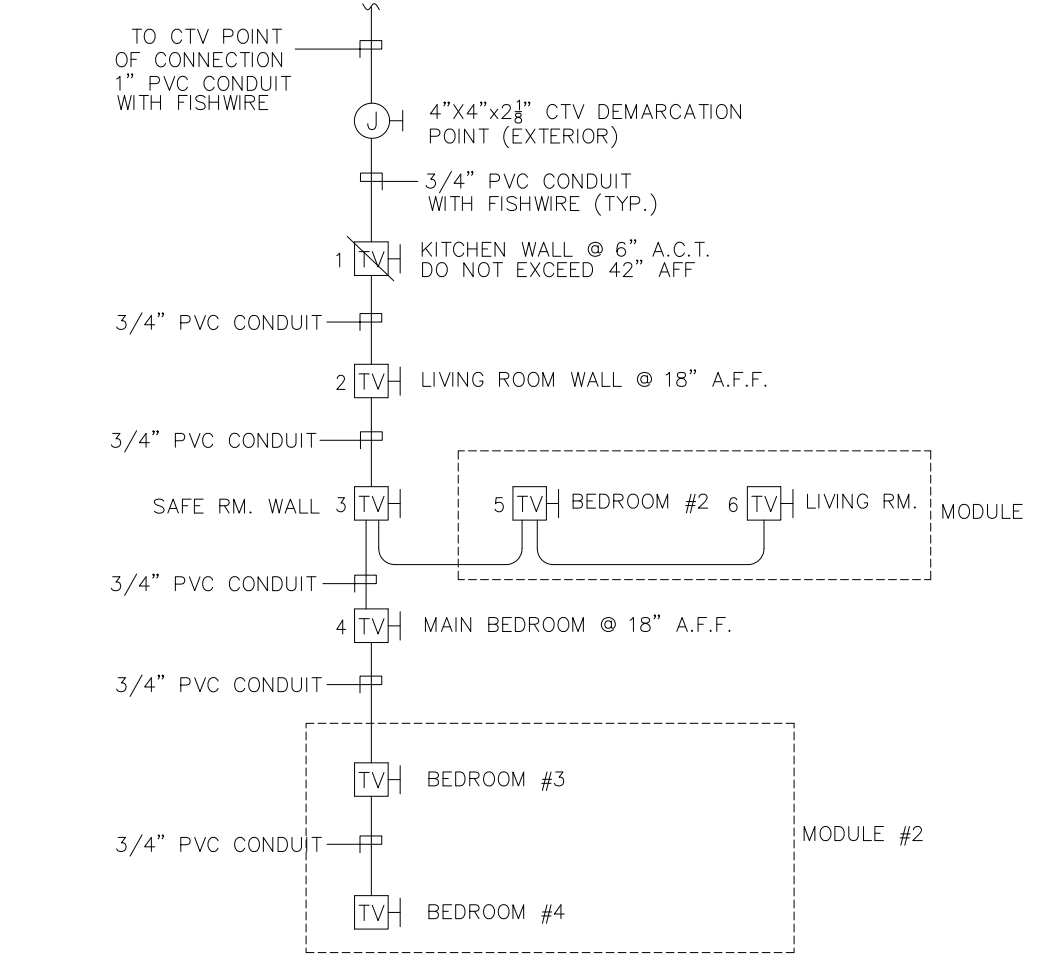 TO CTV POINT
OF CONNECTION
1" PVC CONDUIT
WITH FISHWIRE
J
4"X4"x2⅛" CTV DEMARCATION
POINT (EXTERIOR)
3/4" PVC CONDUIT
WITH FISHWIRE (TYP.)
1 TV KITCHEN WALL @ 6" A.C.T.
DO NOT EXCEED 42" AFF
3/4" PVC CONDUIT
2 TV LIVING ROOM WALL @ 18" A.F.F.
3/4" PVC CONDUIT
SAFE RM. WALL 3 TV
5 TV BEDROOM #2 6 TV LIVING RM.
MODULE
3/4" PVC CONDUIT
4 TV MAIN BEDROOM @ 18" A.F.F.
3/4" PVC CONDUIT
TV BEDROOM #3
3/4" PVC CONDUIT
MODULE #2
TV BEDROOM #4